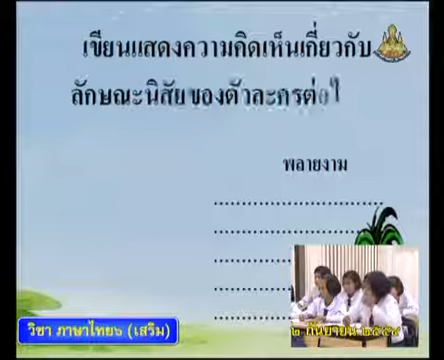 เขียนแสดงความคิดเห็นเกี่ยวกับ
ลักษณะนิสัยของตัวละครต่อ
พลายงาม
วิชา ภาษาไทย๖ (เสริม)
๒ กันยายน ๒๕๕๔